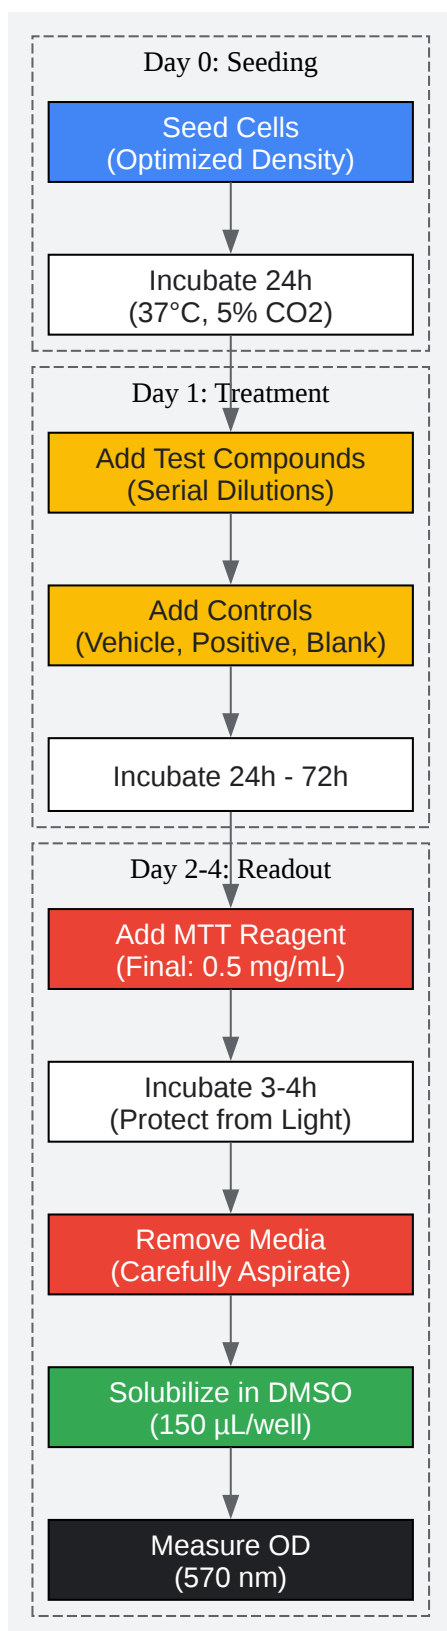 Day 0: Seeding
Seed Cells
(Optimized Density)
Incubate 24h
(37°C, 5% CO2)
Day 1: Treatment
Add Test Compounds
(Serial Dilutions)
Add Controls
(Vehicle, Positive, Blank)
Incubate 24h - 72h
Day 2-4: Readout
Add MTT Reagent
(Final: 0.5 mg/mL)
Incubate 3-4h
(Protect from Light)
Remove Media
(Carefully Aspirate)
Solubilize in DMSO
(150 µL/well)
Measure OD
(570 nm)